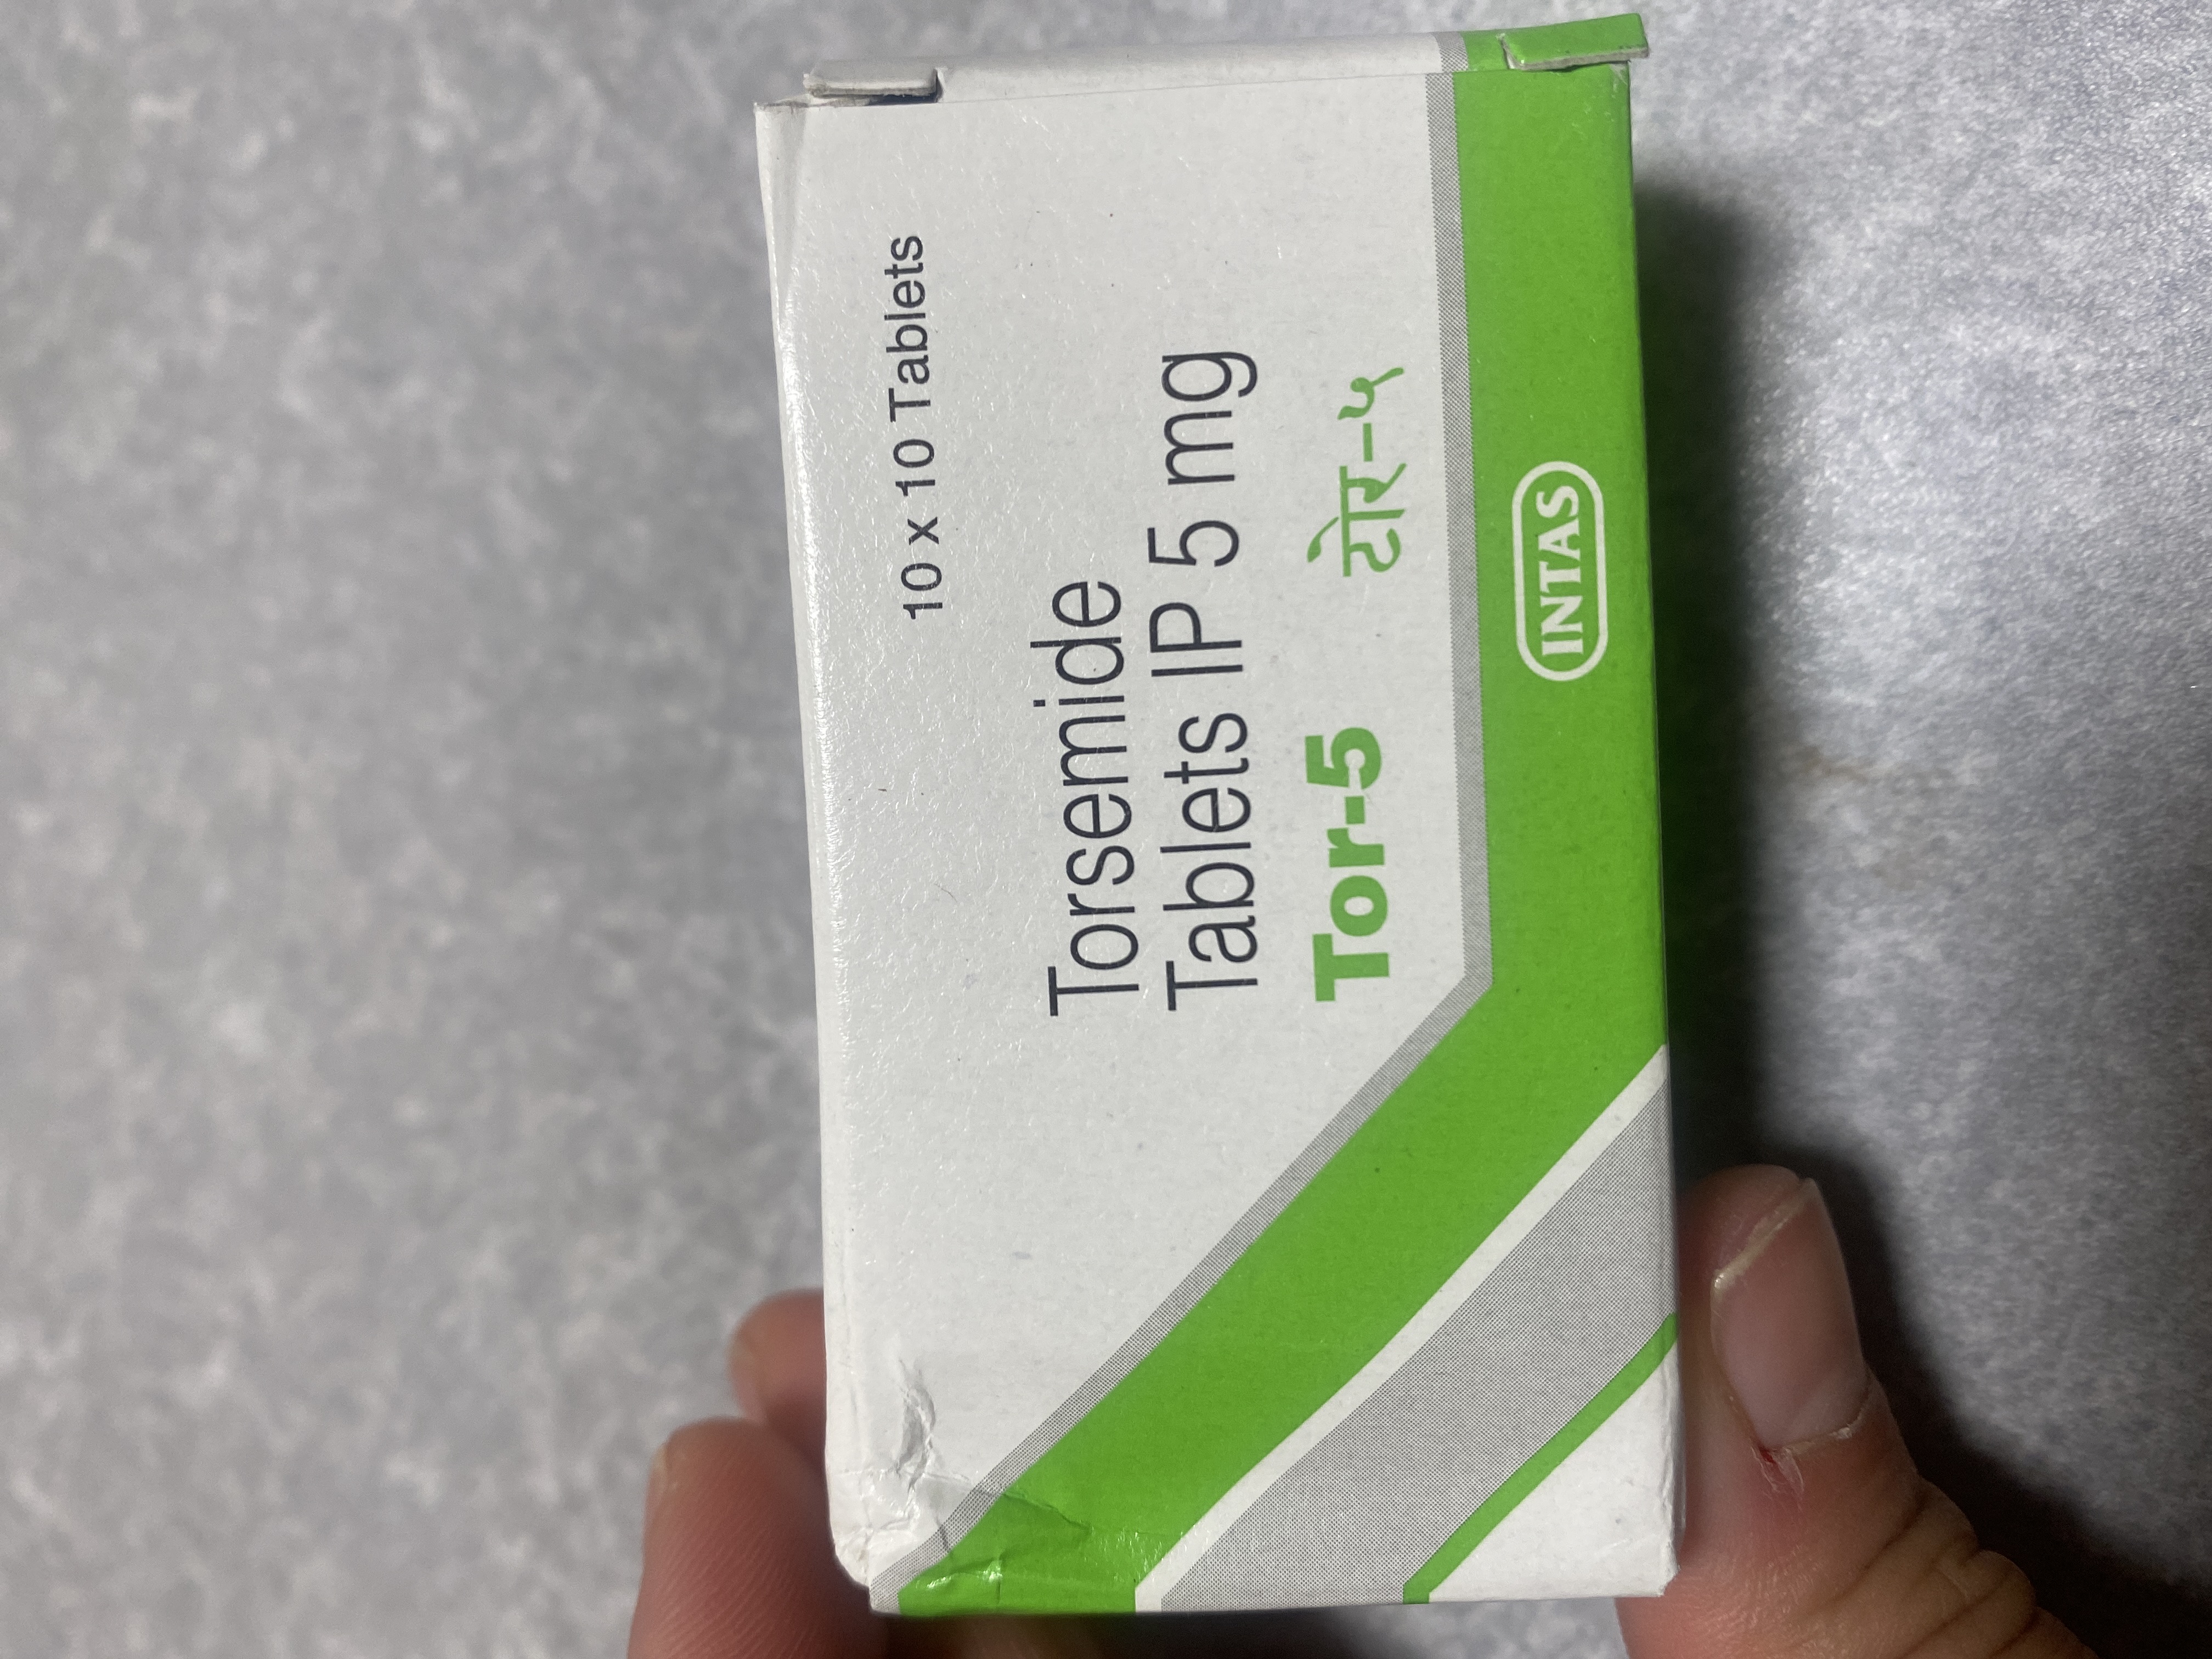 10 x 10 Tablets
Torsemide
Tablets IP 5 mg
Tor-5 टोर-५
INTAS